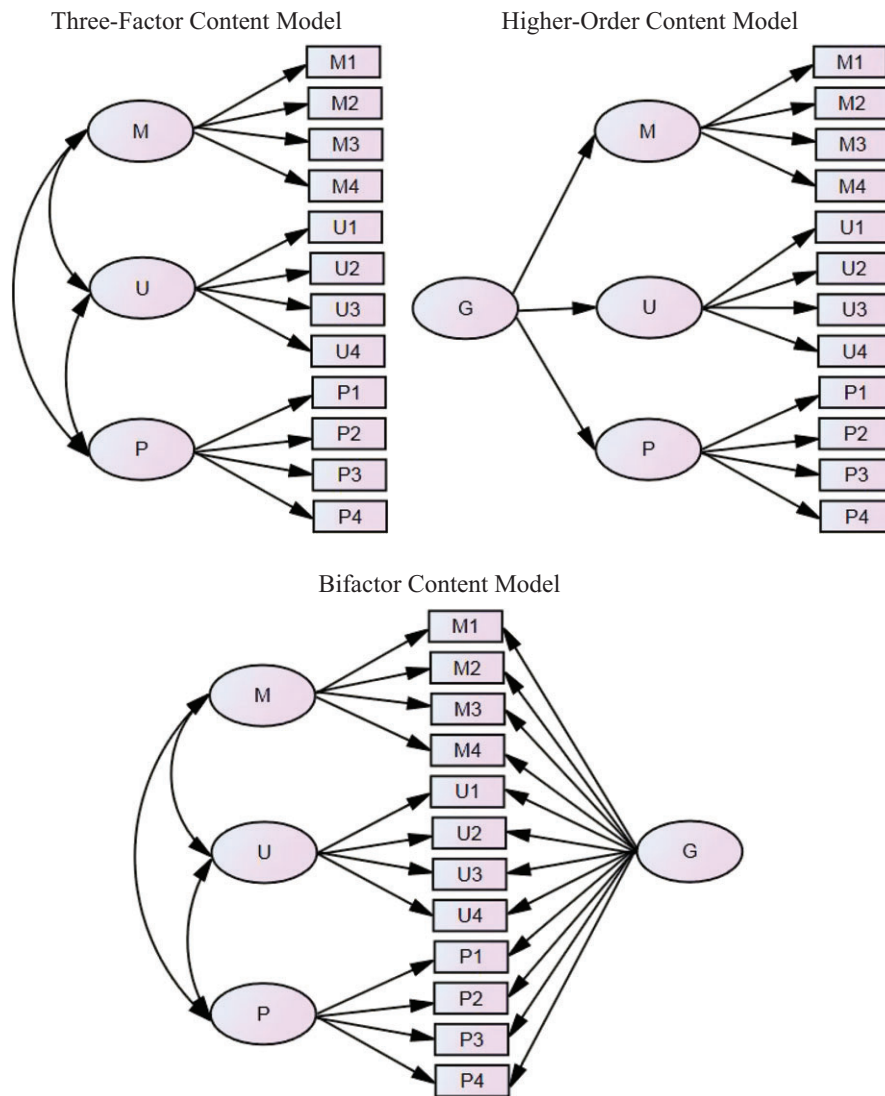 Three-Factor Content Model
M
U
P
M1
M2
M3
M4
U1
U2
U3
U4
P1
P2
P3
P4
Higher-Order Content Model
G
M
U
P
M1
M2
M3
M4
U1
U2
U3
U4
P1
P2
P3
P4
Bifactor Content Model
M
U
P
M1
M2
M3
M4
U1
U2
U3
U4
P1
P2
P3
P4
G